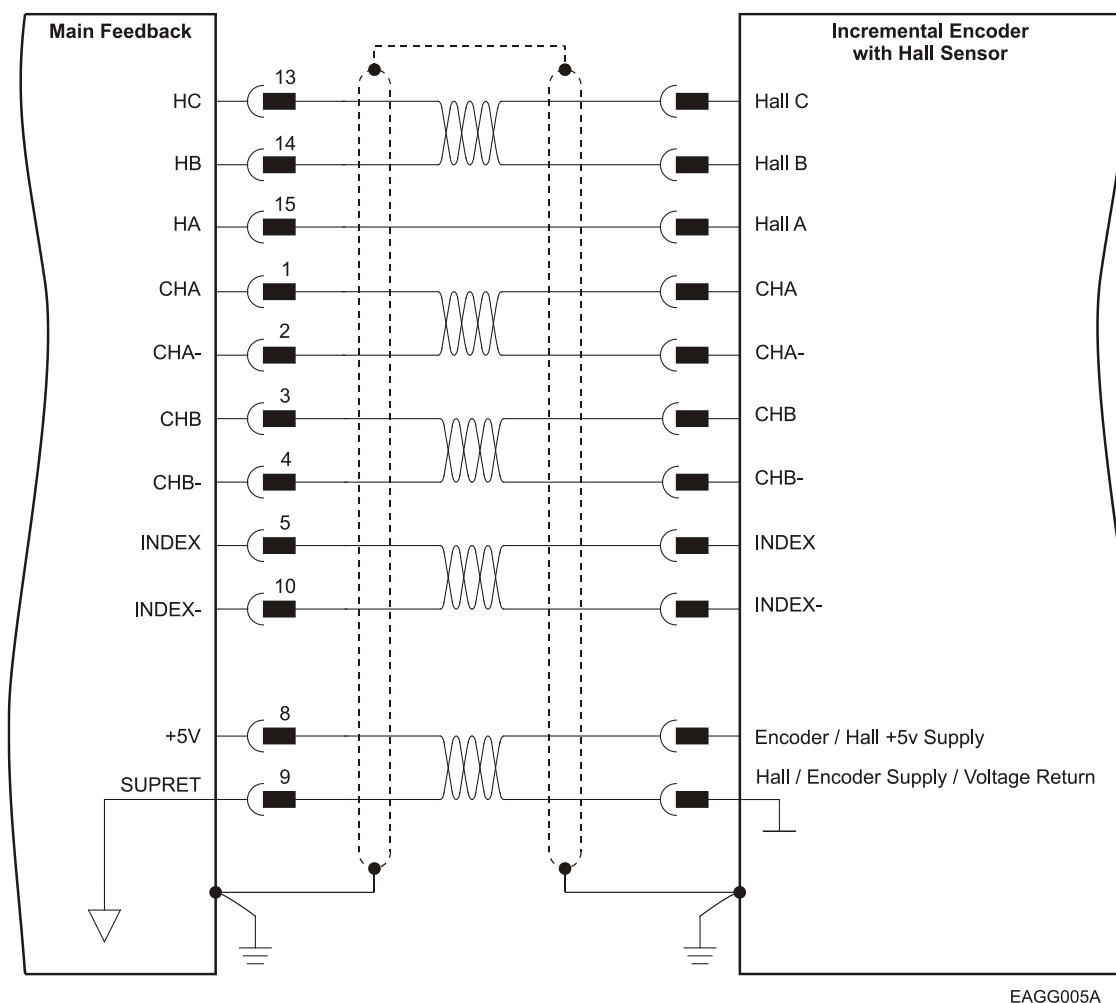 Main Feedback
Incremental Encoder
with Hall Sensor
HC
13
Hall C
HB
14
Hall B
HA
15
Hall A
CHA
1
CHA
CHA-
2
CHA-
CHB
3
CHB
CHB-
4
CHB-
INDEX
5
INDEX
INDEX-
10
INDEX-
+5V
8
Encoder / Hall +5v Supply
SUPRET
9
Hall / Encoder Supply / Voltage Return
EAGG005A